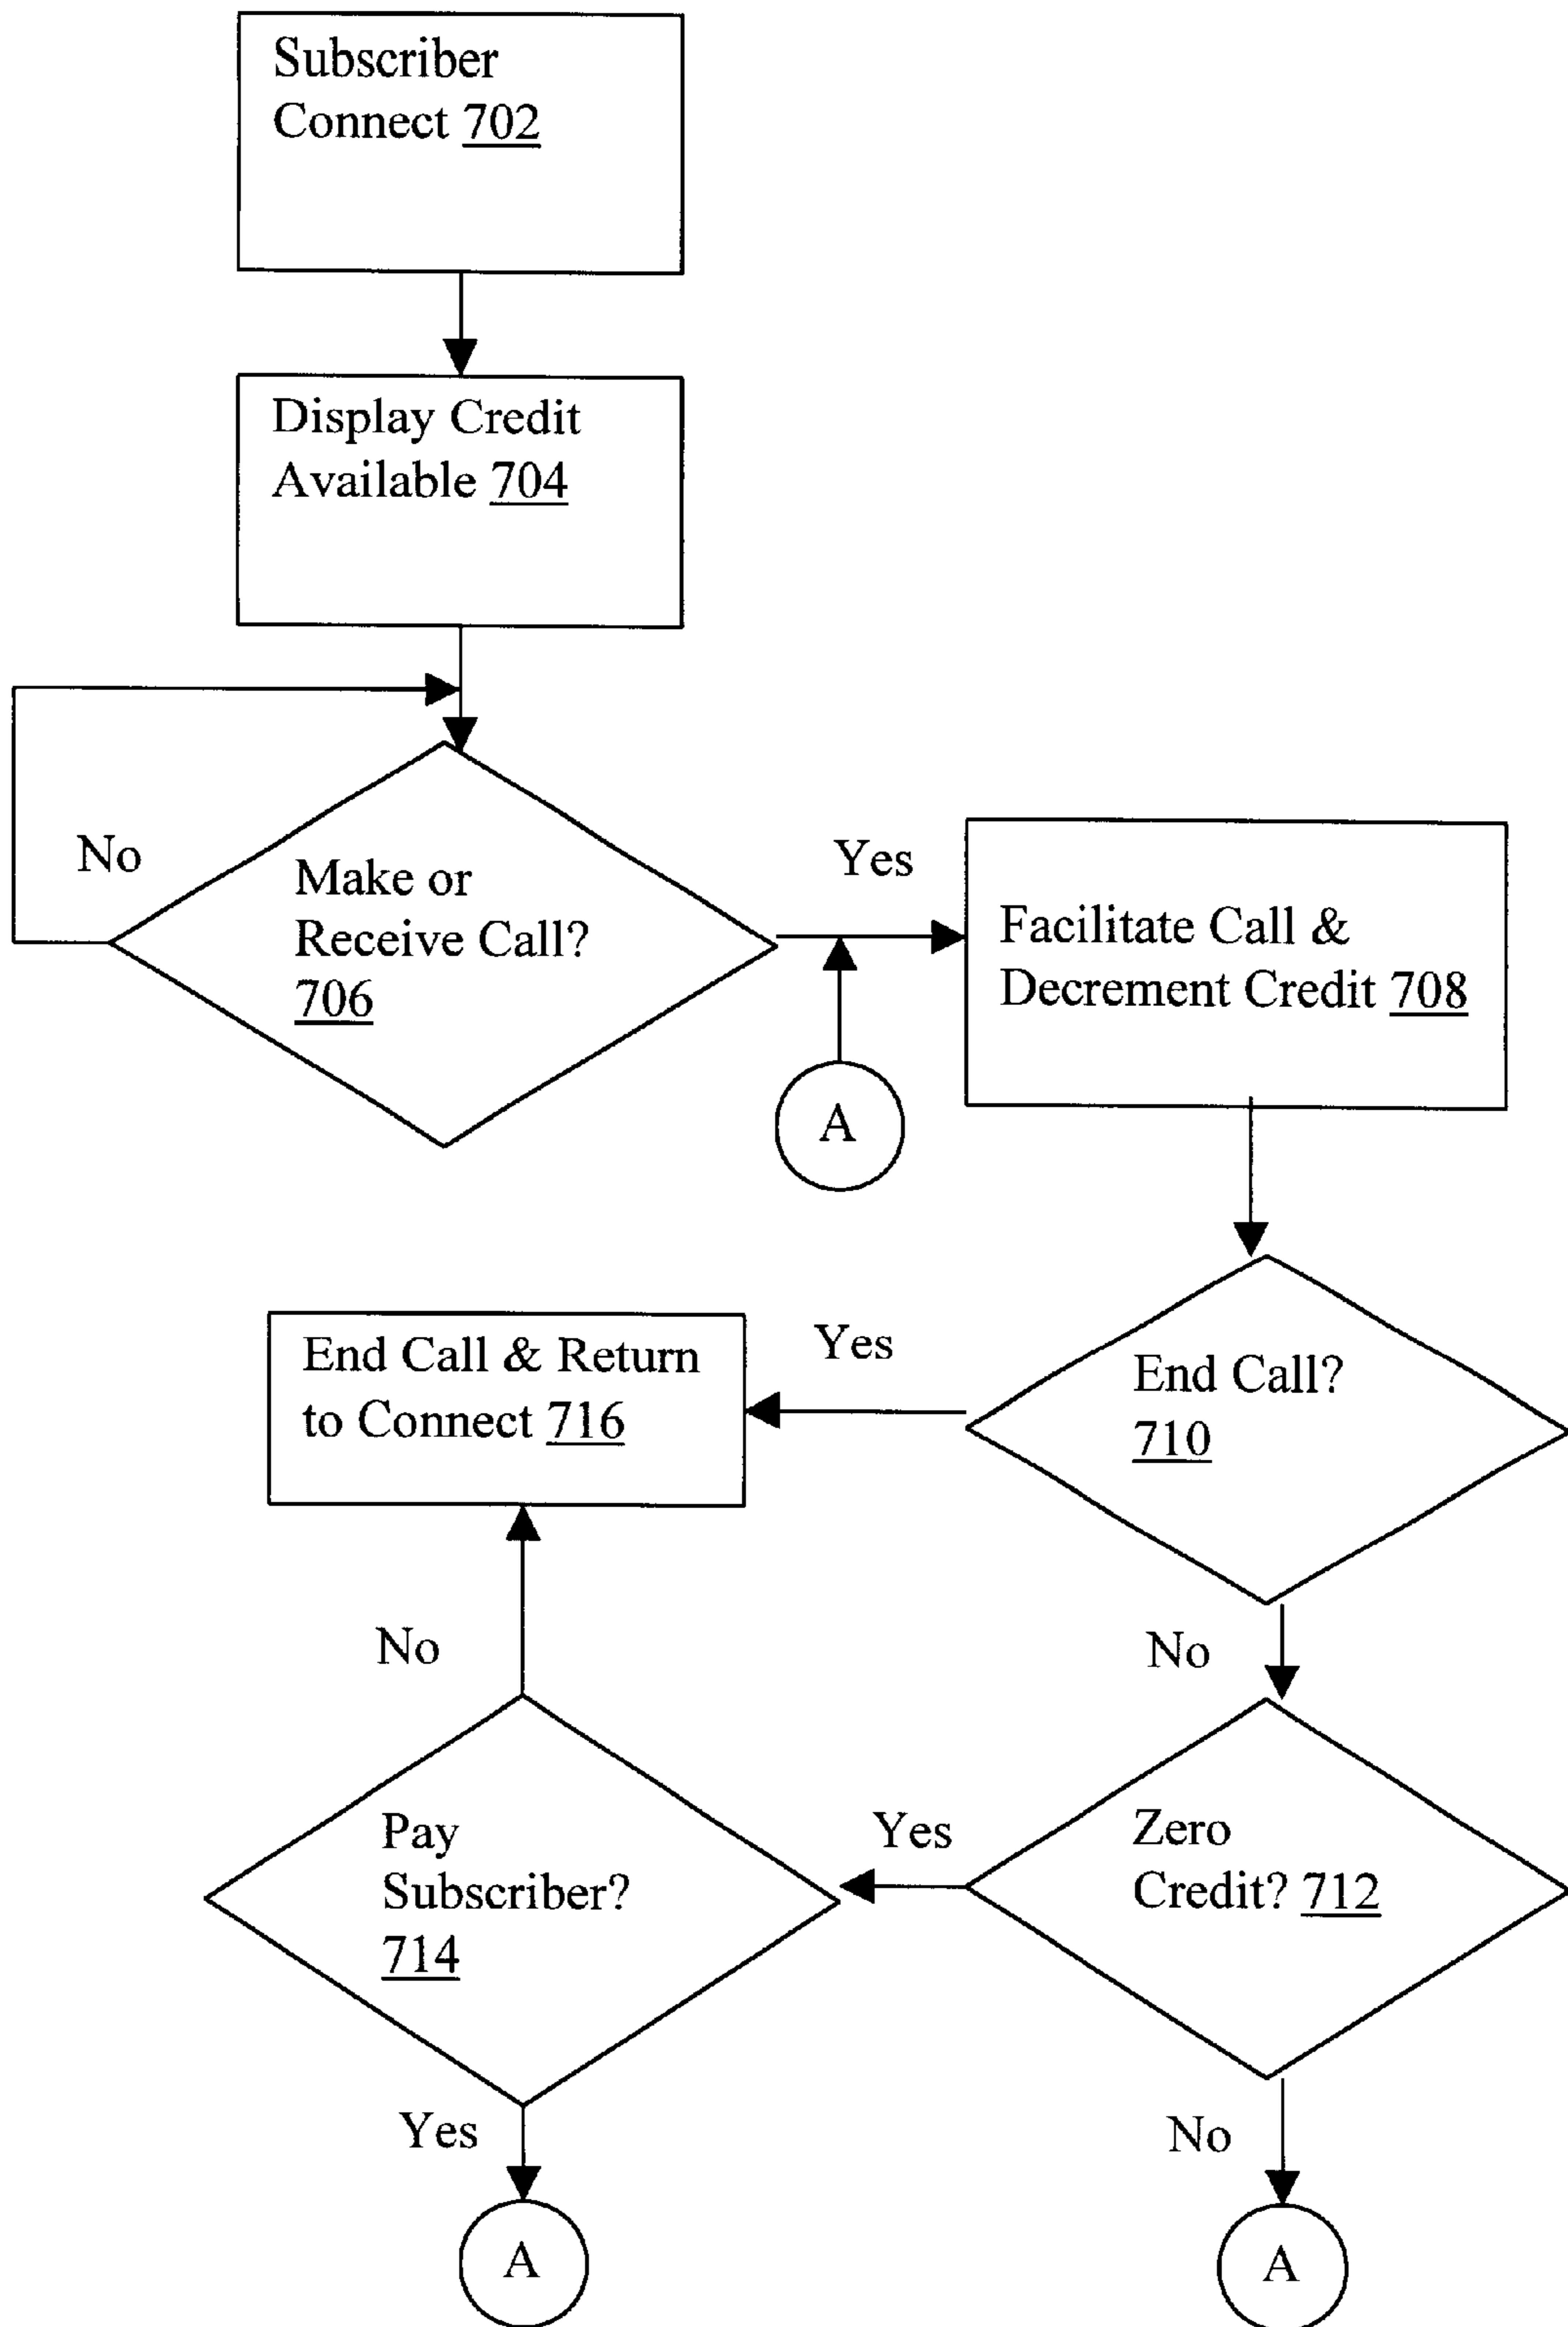 Subscriber
Connect 702
Display Credit
Available 704
No
Make or
Receive Call?
706
Yes
A
Facilitate Call &
Decrement Credit 708
End Call?
710
Yes
End Call & Return
to Connect 716
No
Zero
Credit? 712
Yes
Pay
Subscriber?
714
No
Yes
A
No
A